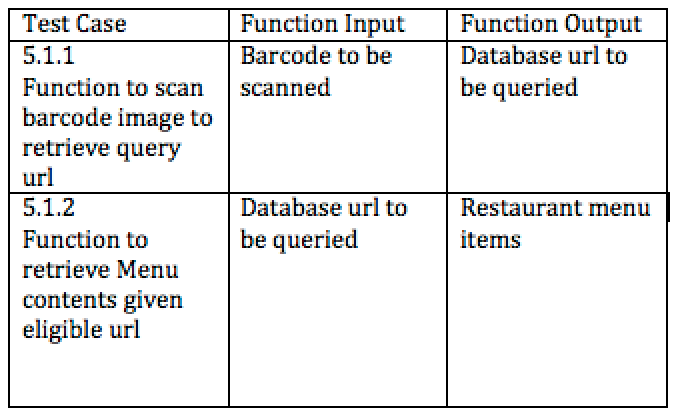 Test Case Function Input Function Output
5.1.1 Barcode to be Database url to
Function to scan scanned be queried
barcode image to
retrieve query
url
5.1.2 Database url to Restaurant menu
Function to be queried items
retrieve Menu
contents given
eligible url